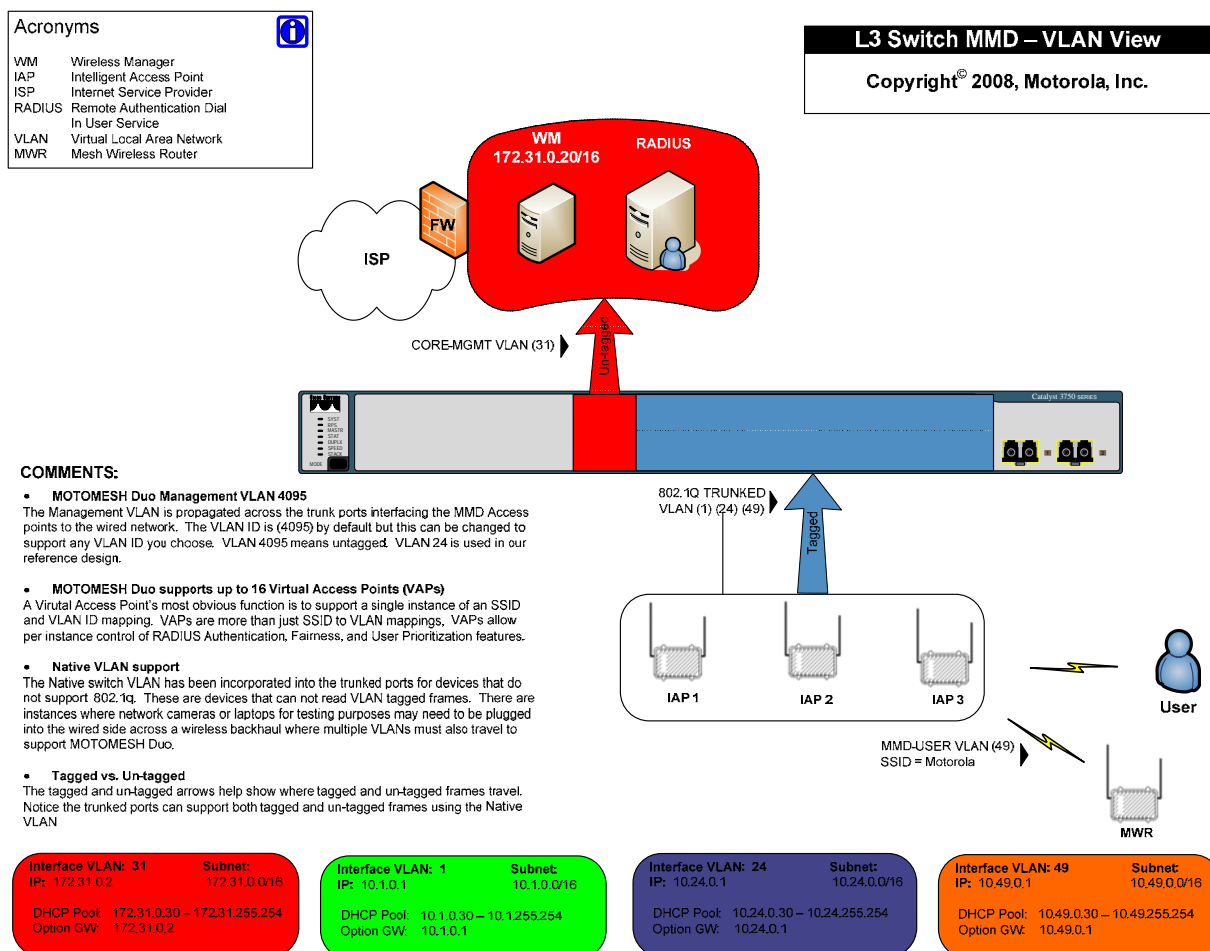 Acronyms
WM Wireless Manager
IAP Intelligent Access Point
ISP Internet Service Provider
RADIUS Remote Authentication Dial
In User Service
VLAN Virtual Local Area Network
MWR Mesh Wireless Router
L3 Switch MMD – VLAN View
Copyright© 2008, Motorola, Inc.
WM
172.31.0.20/16
RADIUS
FW
ISP
CORE-MGMT VLAN (31)
Un-tagged
Catalyst 3750 SERIES
SYST
RPS
MASTR
STAT
DUPLX
SPEED
STACK
MODE
802.1Q TRUNKED
VLAN (1) (24) (49)
Tagged
IAP 1
IAP 2
IAP 3
User
MMD-USER VLAN (49)
SSID = Motorola
MWR
COMMENTS:
• MOTOMESH Duo Management VLAN 4095
The Management VLAN is propagated across the trunk ports interfacing the MMD Access
points to the wired network. The VLAN ID is (4095) by default but this can be changed to
support any VLAN ID you choose. VLAN 4095 means untagged. VLAN 24 is used in our
reference design.
• MOTOMESH Duo supports up to 16 Virtual Access Points (VAPs)
A Virutal Access Point's most obvious function is to support a single instance of an SSID
and VLAN ID mapping. VAPs are more than just SSID to VLAN mappings, VAPs allow
per instance control of RADIUS Authentication, Fairness, and User Prioritization features.
• Native VLAN support
The Native switch VLAN has been incorporated into the trunked ports for devices that do
not support 802.1q. These are devices that can not read VLAN tagged frames. There are
instances where network cameras or laptops for testing purposes may need to be plugged
into the wired side across a wireless backhaul where multiple VLANs must also travel to
support MOTOMESH Duo.
• Tagged vs. Un-tagged
The tagged and un-tagged arrows help show where tagged and un-tagged frames travel.
Notice the trunked ports can support both tagged and un-tagged frames using the Native
VLAN
Interface VLAN: 31 Subnet:
IP: 172.31.0.2 172.31.0.0/16
DHCP Pool: 172.31.0.30 – 172.31.255.254
Option GW: 172.31.0.2
Interface VLAN: 1 Subnet:
IP: 10.1.0.1 10.1.0.0/16
DHCP Pool: 10.1.0.30 – 10.1.255.254
Option GW: 10.1.0.1
Interface VLAN: 24 Subnet:
IP: 10.24.0.1 10.24.0.0/16
DHCP Pool: 10.24.0.30 – 10.24.255.254
Option GW: 10.24.0.1
Interface VLAN: 49 Subnet:
IP: 10.49.0.1 10.49.0.0/16
DHCP Pool: 10.49.0.30 – 10.49.255.254
Option GW: 10.49.0.1